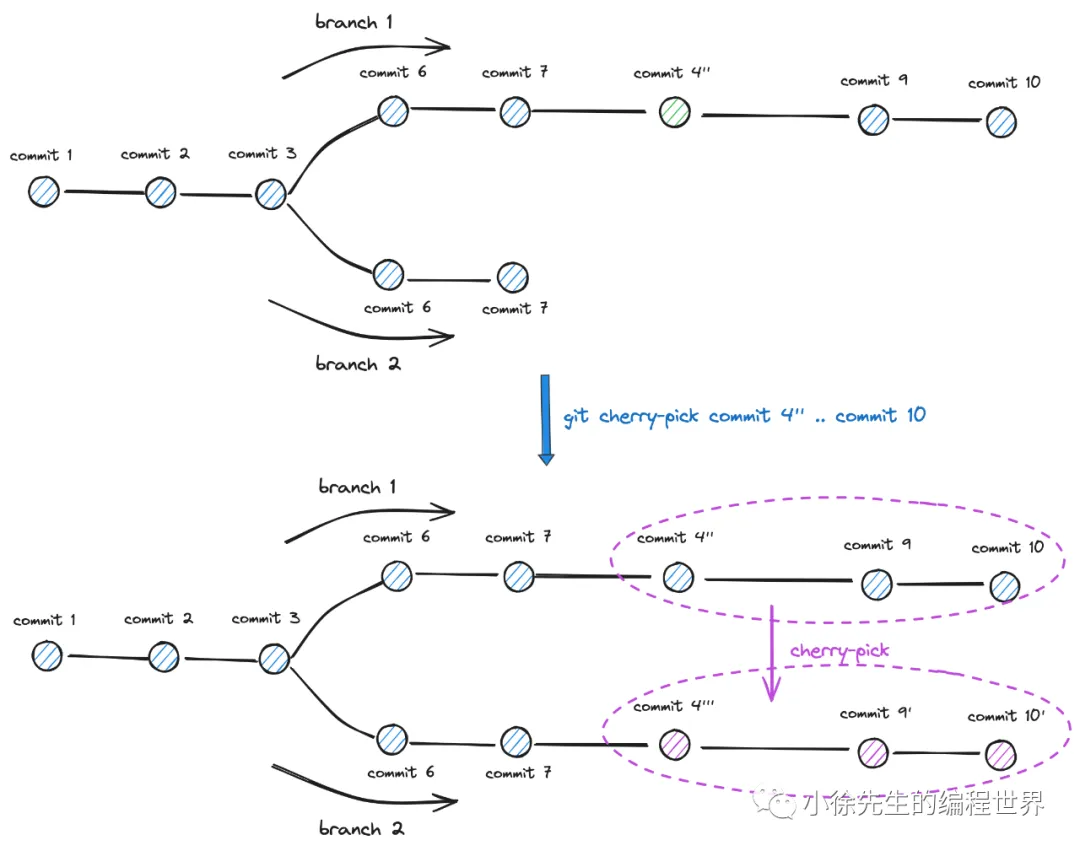 branch 1
commit 6 commit 7 commit 4'' commit 9 commit 10
commit 1 commit 2 commit 3
commit 6 commit 7
branch 2
git cherry-pick commit 4'' .. commit 10
branch 1
commit 6 commit 7 commit 4'' commit 9 commit 10
commit 1 commit 2 commit 3
cherry-pick
commit 4''' commit 9' commit 10'
commit 6 commit 7
小徐先生的编程世界
branch 2